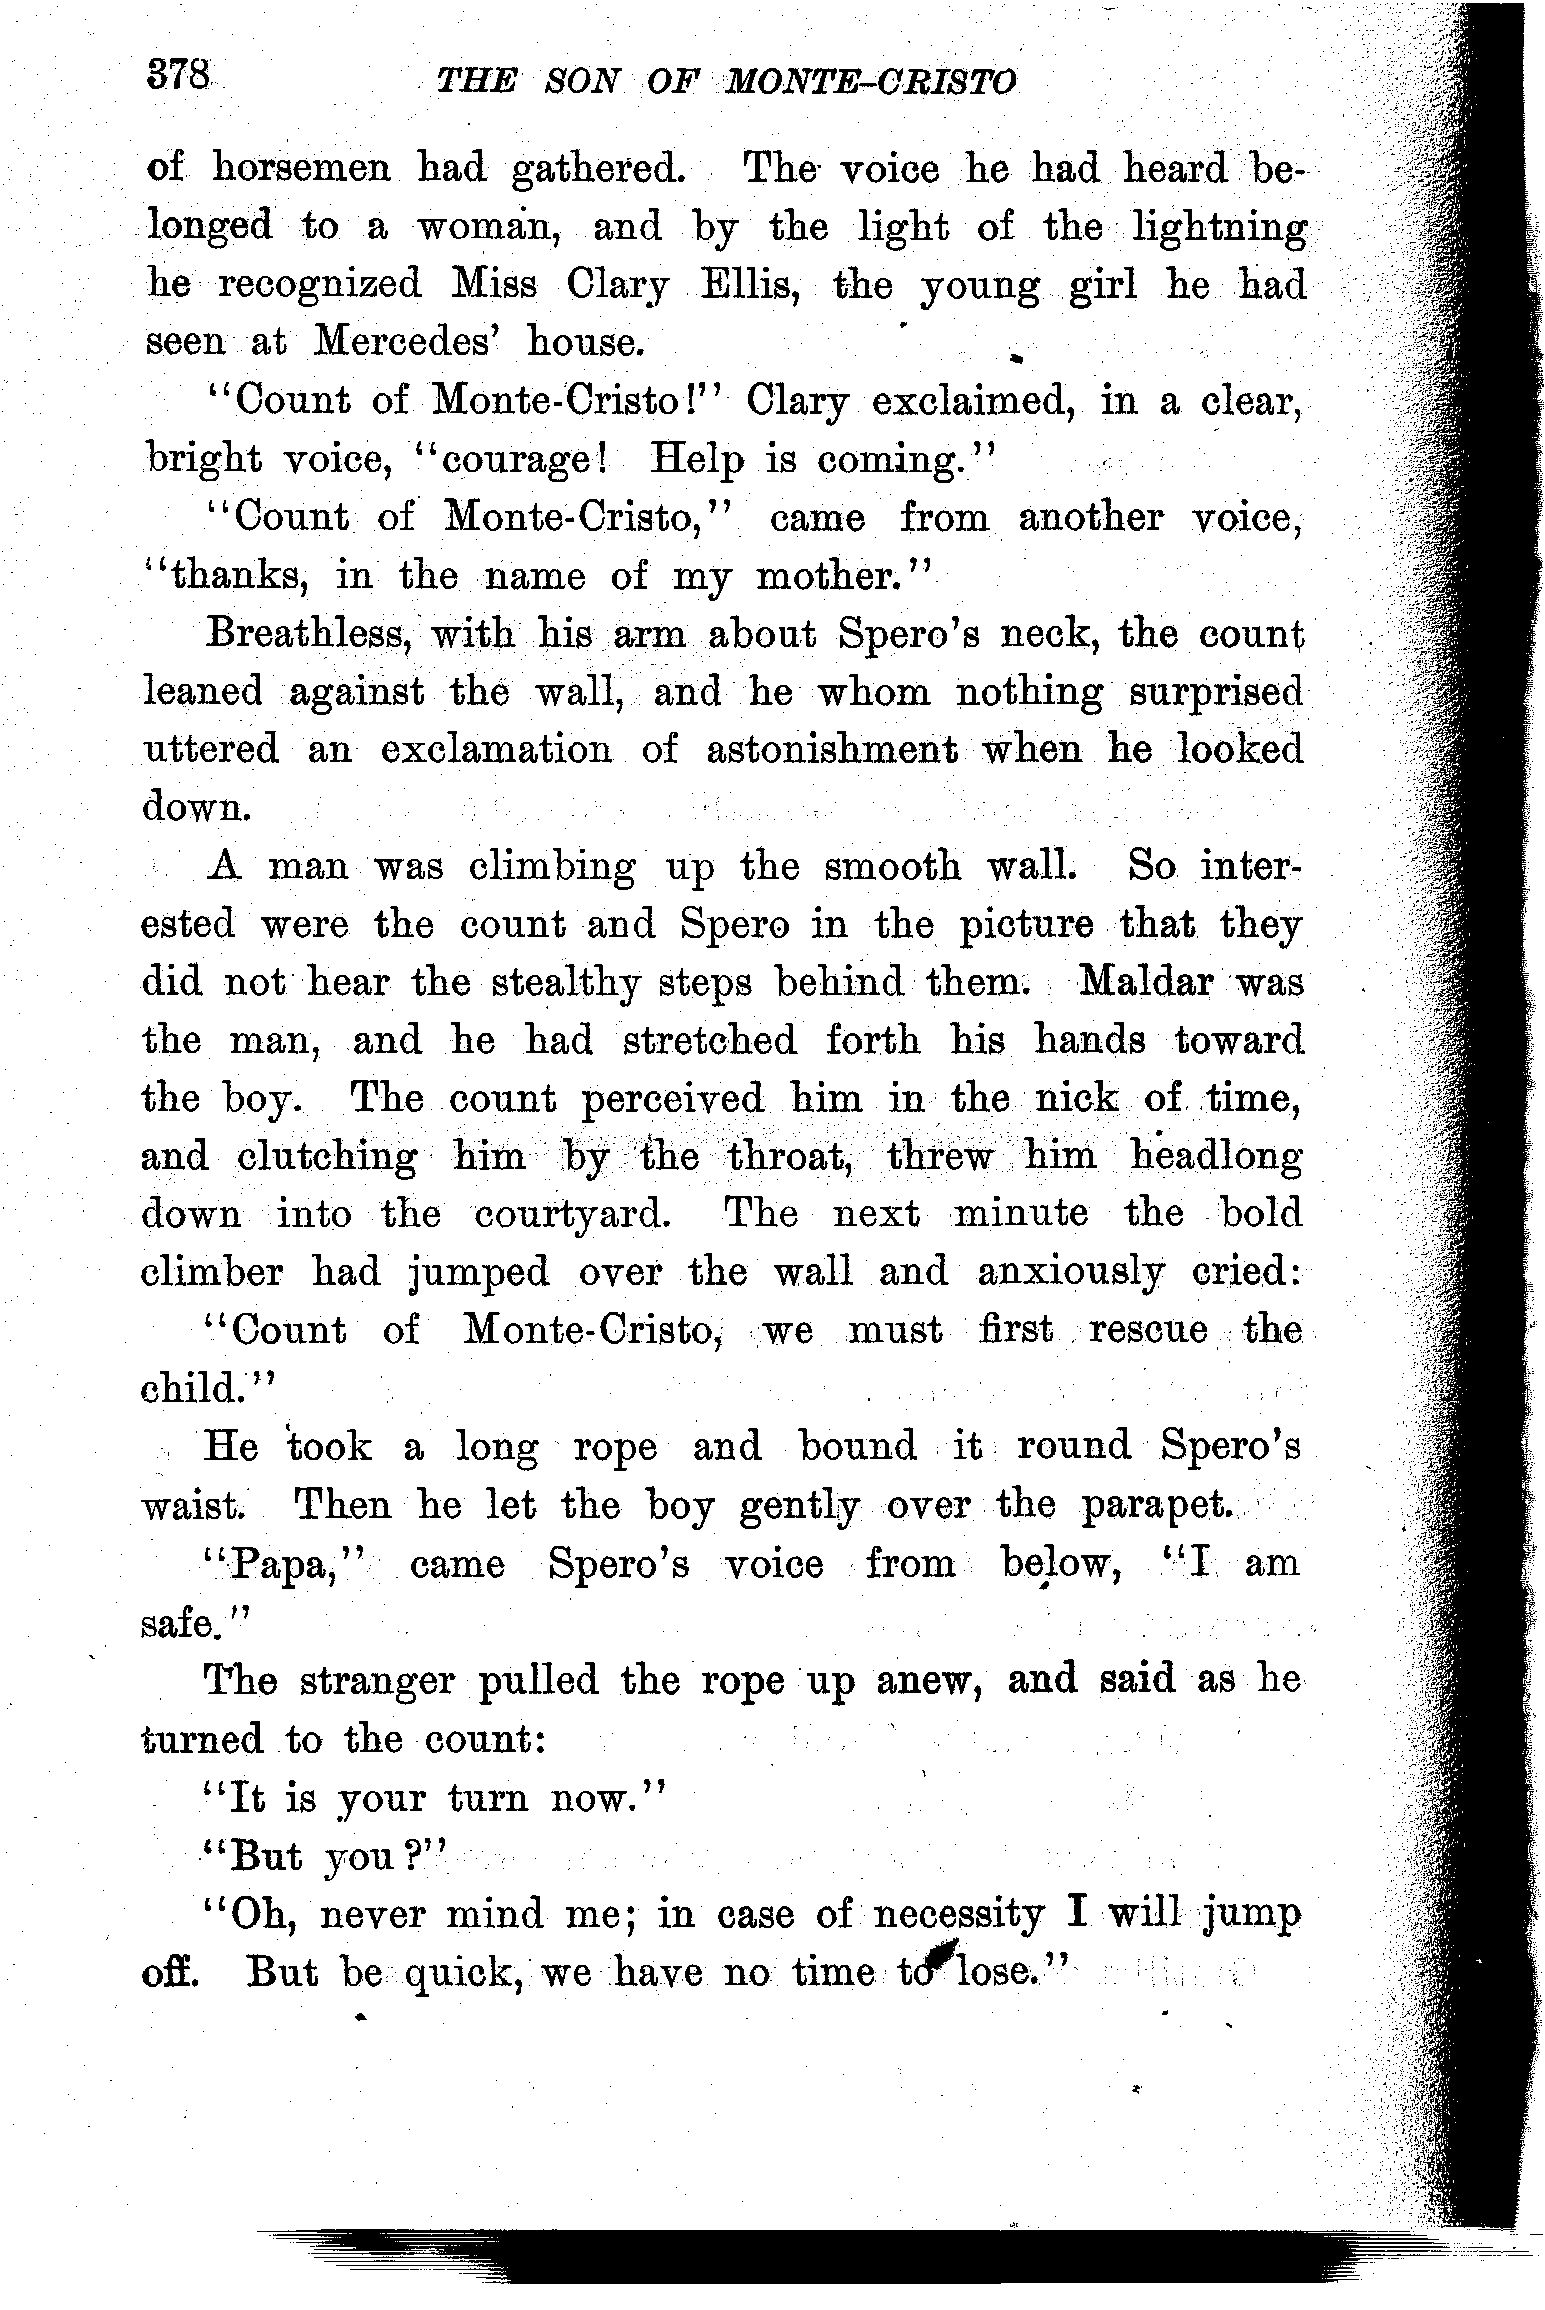 378 THE SON OF MONTE-CRISTO
of horsemen had gathered. The voice he had heard be-
longed to a woman, and by the light of the lightning
he recognized Miss Clary Ellis, the young girl he had
seen at Mercedes' house.
"Count of Monte-Cristo!" Clary exclaimed, in a clear,
bright voice, "courage! Help is coming."
"Count of Monte-Cristo," came from another voice,
"thanks, in the name of my mother."
Breathless, with his arm about Spero's neck, the count
leaned against the wall, and he whom nothing surprised
uttered an exclamation of astonishment when he looked
down.
A man was climbing up the smooth wall. So inter-
ested were the count and Spero in the picture that they
did not hear the stealthy steps behind them. Maldar was
the man, and he had stretched forth his hands toward
the boy. The count perceived him in the nick of time,
and clutching him by the throat, threw him headlong
down into the courtyard. The next minute the bold
climber had jumped over the wall and anxiously cried:
"Count of Monte-Cristo, we must first rescue the
child."
He took a long rope and bound it round Spero's
waist. Then he let the boy gently over the parapet.
"Papa," came Spero's voice from below, "I am
safe."
The stranger pulled the rope up anew, and said as he
turned to the count:
"It is your turn now."
"But you?"
"Oh, never mind me; in case of necessity I will jump
off. But be quick, we have no time to lose."